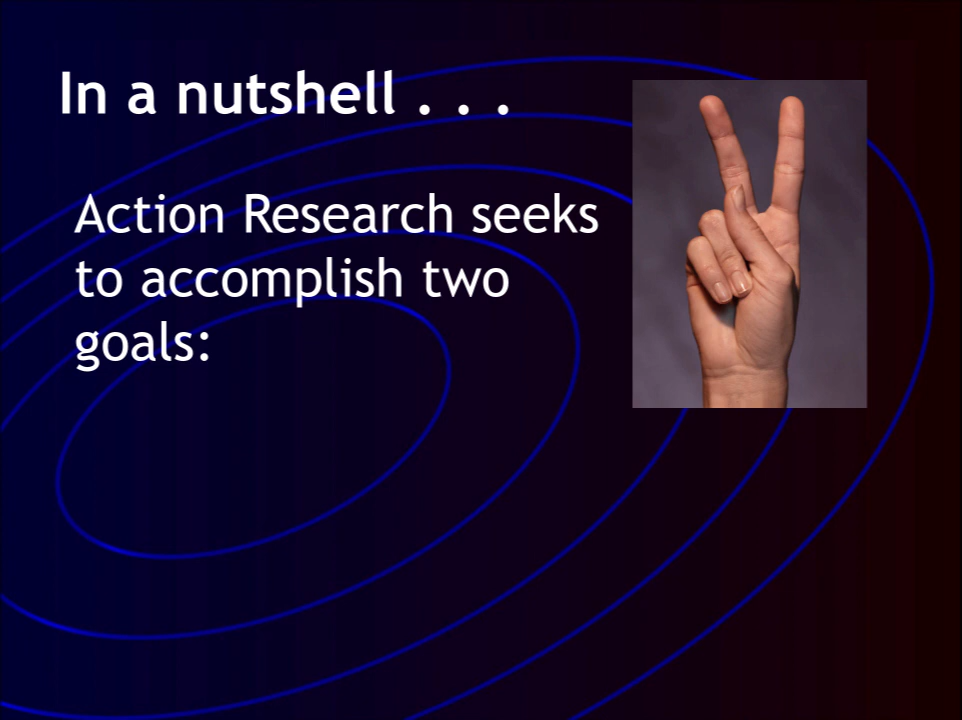 In a nutshell . . .
Action Research seeks
to accomplish two
goals: